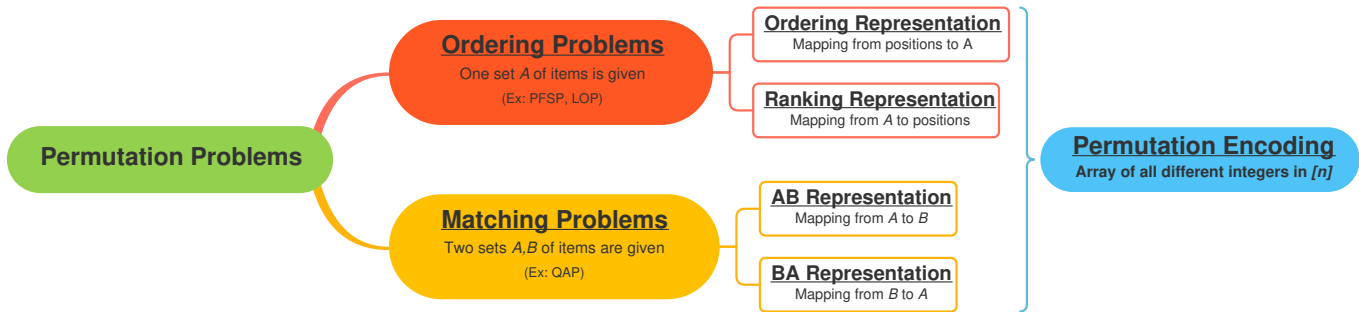 Permutation Problems
Ordering Problems
One set A of items is given
(Ex: PFSP, LOP)
Ordering Representation
Mapping from positions to A
Ranking Representation
Mapping from A to positions
Matching Problems
Two sets A,B of items are given
(Ex: QAP)
AB Representation
Mapping from A to B
BA Representation
Mapping from B to A
Permutation Encoding
Array of all different integers in [n]